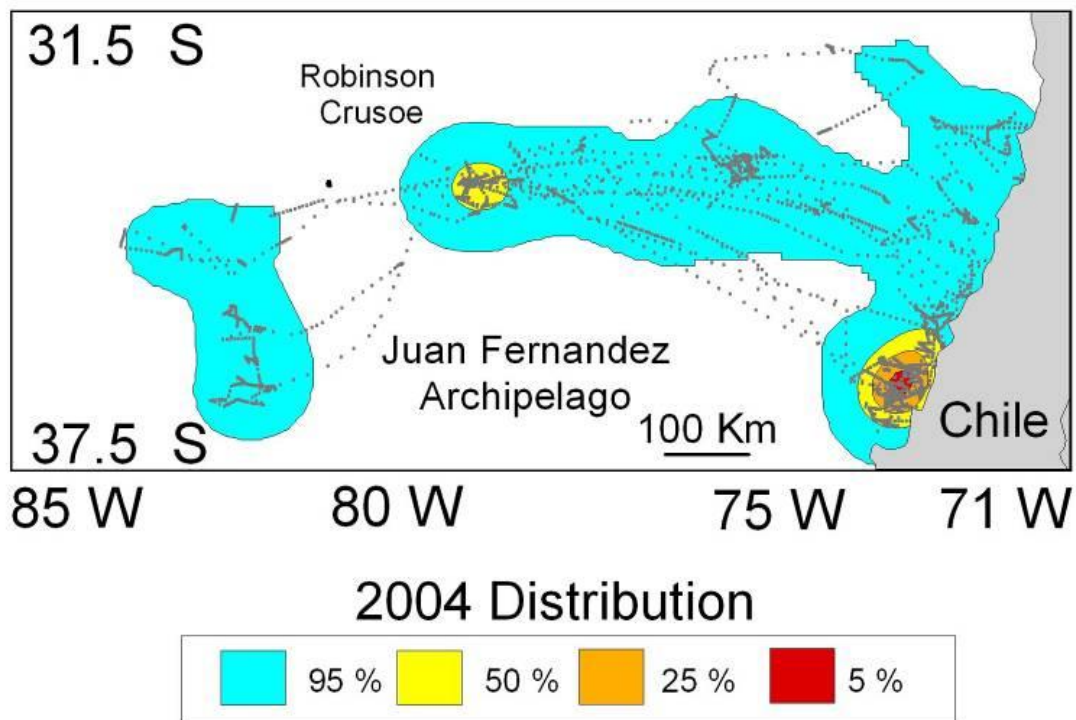 31.5 S
Robinson
Crusoe
Juan Fernandez
Archipelago
100 Km
Chile
37.5 S
85 W 80 W 75 W 71 W
2004 Distribution
95 % 50 % 25 % 5 %